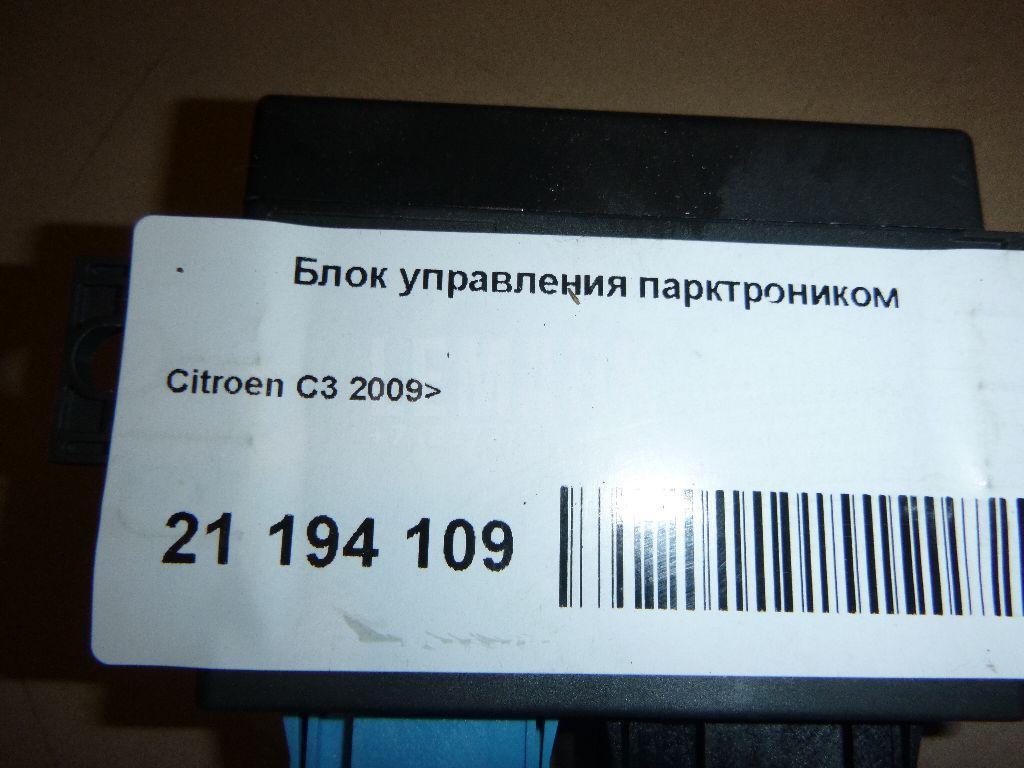 Блок управления парктроником
Citroen C3 2009>
21 194 109